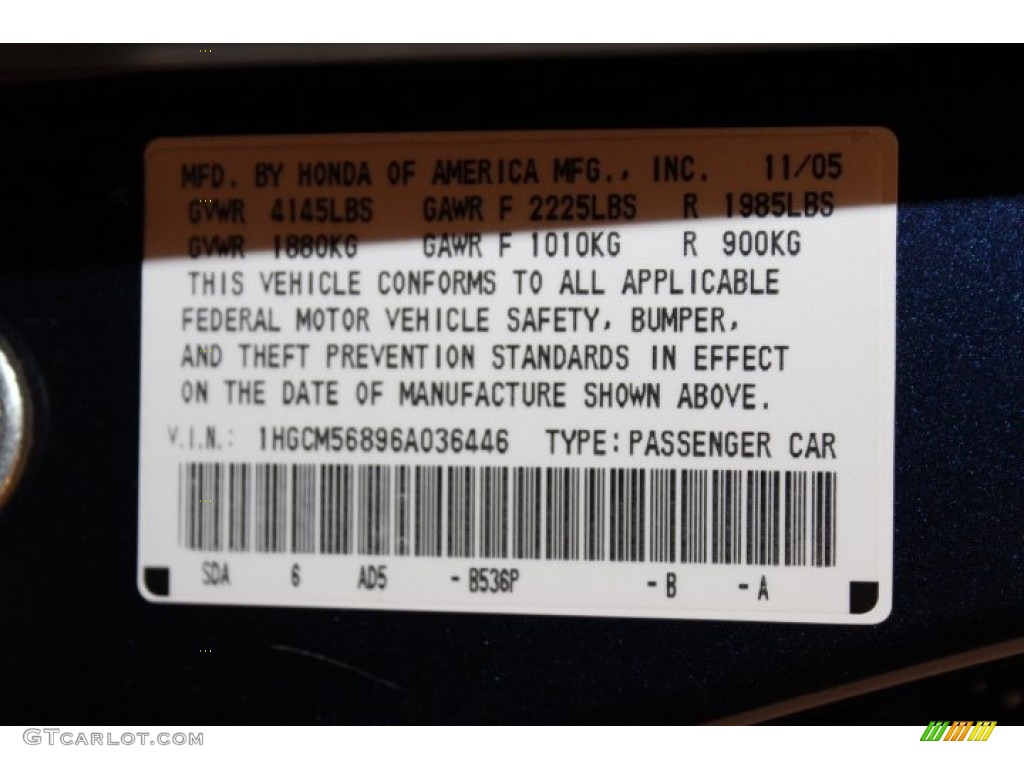 MFD. BY HONDA OF AMERICA MFG., INC. 11/05
GVWR 4145LBS GAWR F 2225LBS R 1985LBS
GVWR 1880KG GAWR F 1010KG R 900KG
THIS VEHICLE CONFORMS TO ALL APPLICABLE
FEDERAL MOTOR VEHICLE SAFETY, BUMPER,
AND THEFT PREVENTION STANDARDS IN EFFECT
ON THE DATE OF MANUFACTURE SHOWN ABOVE.
V.I.N.: 1HGCM56896A036446 TYPE: PASSENGER CAR
SDA 6 AD5 - B536P - B - A
GTCARLOT.COM